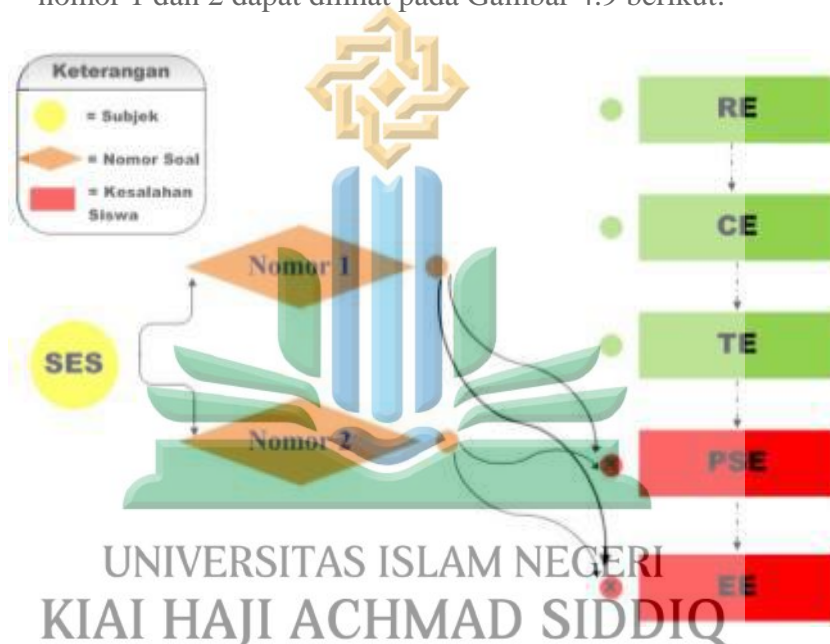 nomor 1 dan 2 dapat dilihat pada Gambar 4.9 berikut:
Keterangan
= Subjek
= Nomor Soal
= Kesalahan
Siswa
SES
Nomor 1
Nomor 2
RE
CE
TE
PSE
EE
UNIVERSITAS ISLAM NEGERI
KIAI HAJI ACHMAD SIDDIQ